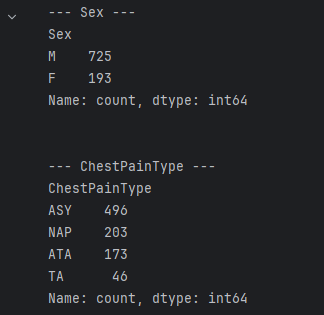 --- Sex ---
Sex
M    725
F    193
Name: count, dtype: int64
--- ChestPainType ---
ChestPainType
ASY    496
NAP    203
ATA    173
TA      46
Name: count, dtype: int64